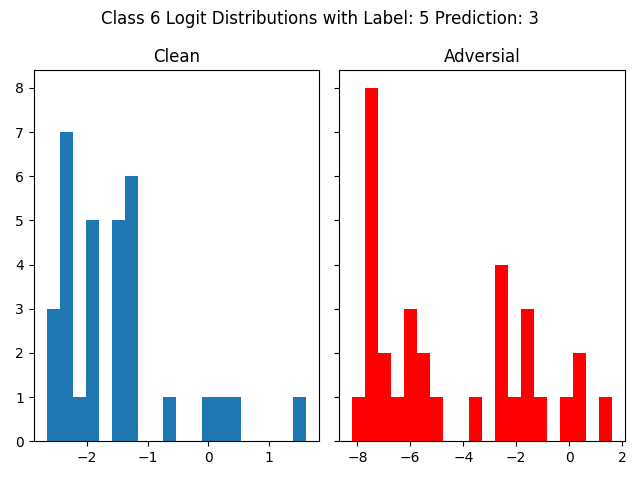 Class 6 Logit Distributions with Label: 5 Prediction: 3
Clean
Adversial
8
7
6
5
4
3
2
1
0
−2 −1 0 1
−8 −6 −4 −2 0 2